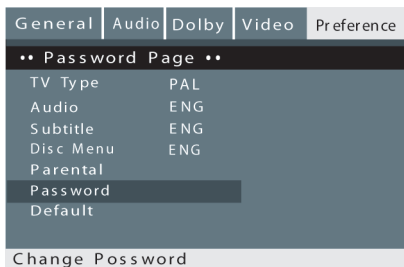 General Audio Dolby Video Preference
•• Password Page ••
TV Type PAL
Audio ENG
Subtitle ENG
Disc Menu ENG
Parental
Password
Default
Change Possword